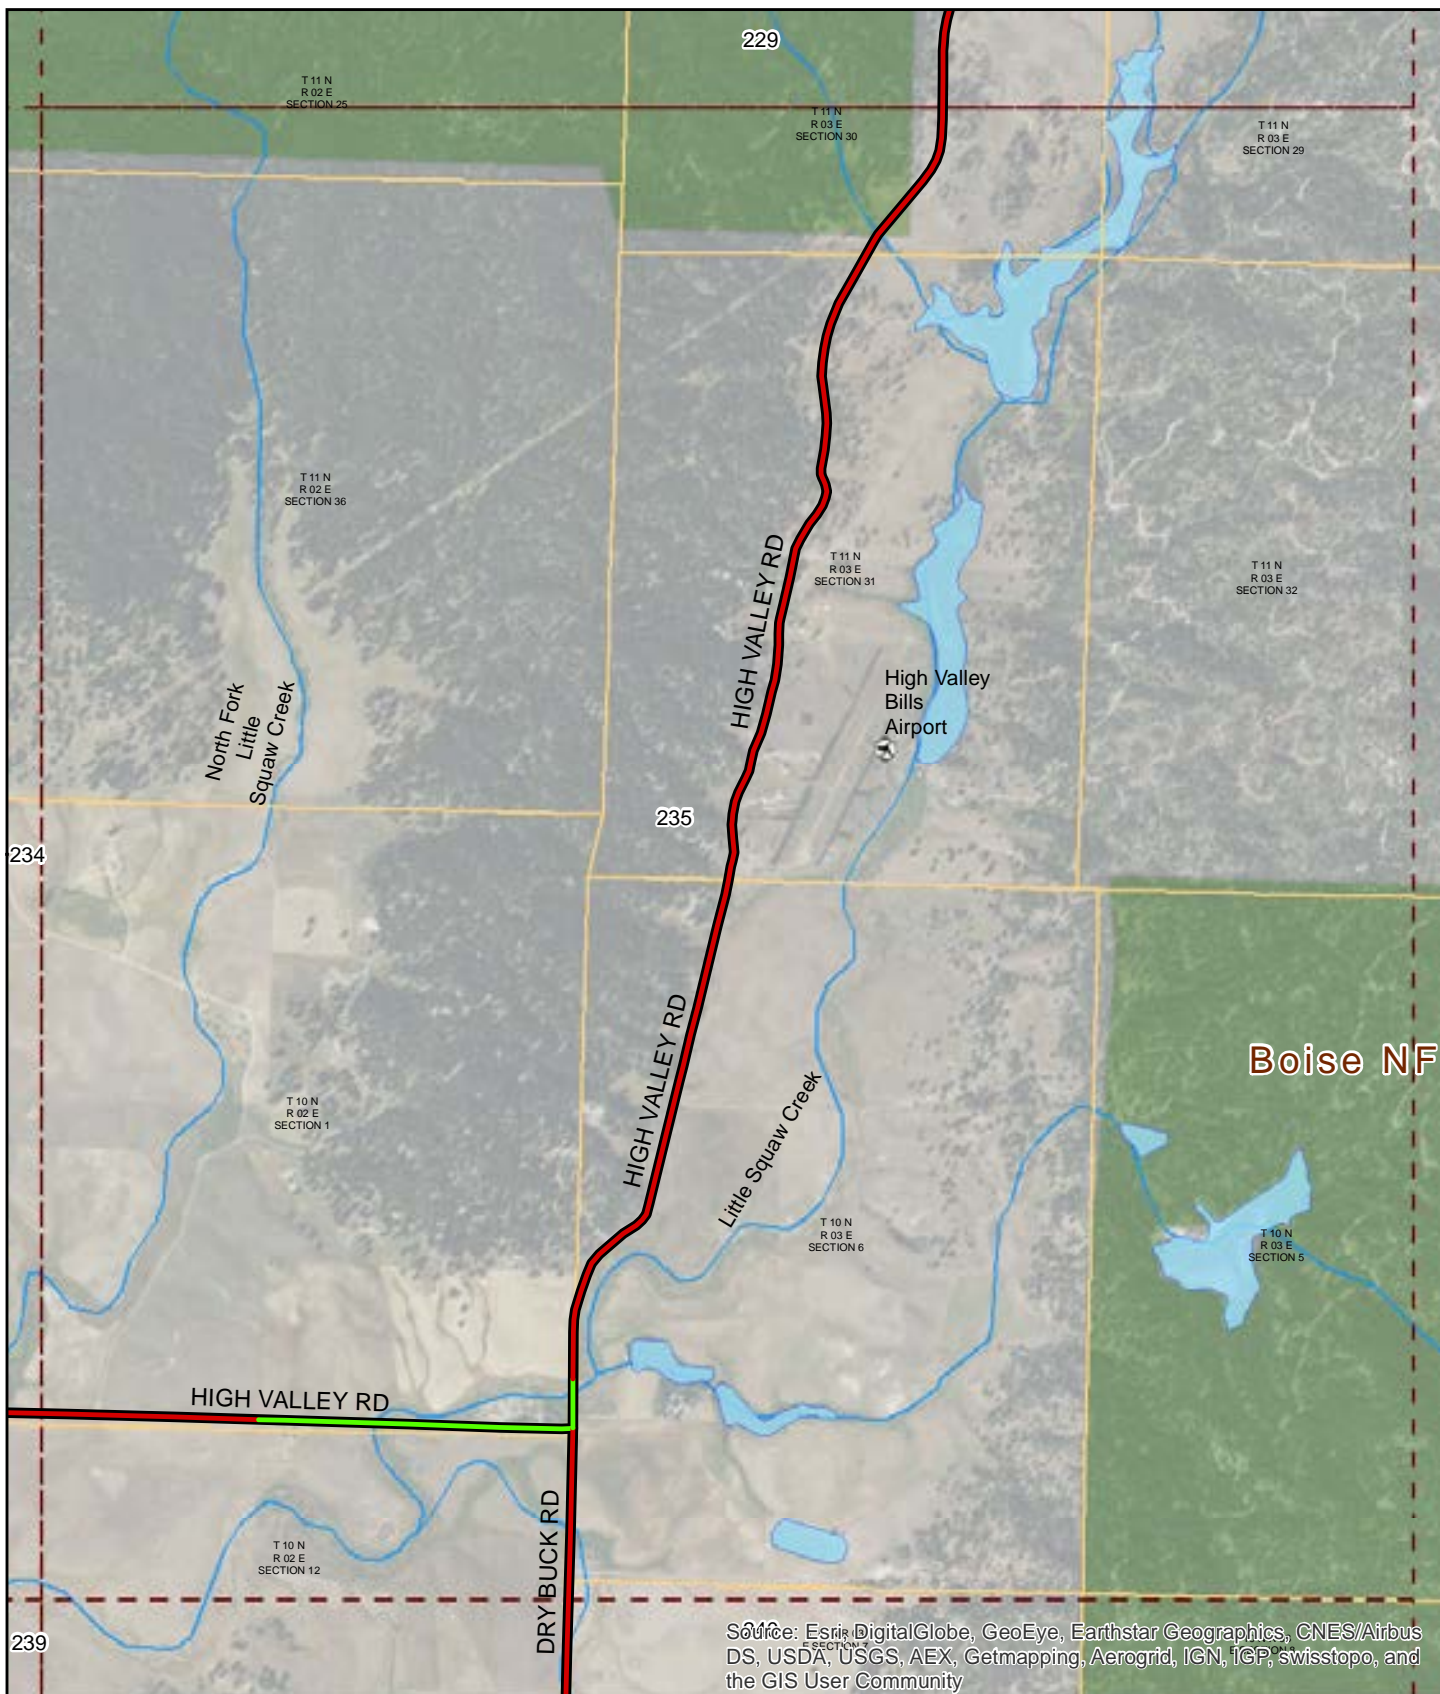 229
T 11 N
R 02 E
SECTION 25
T 11 N
R 03 E
SECTION 30
T 11 N
R 03 E
SECTION 29
T 11 N
R 02 E
SECTION 36
HIGH VALLEY RD
T 11 N
R 03 E
SECTION 31
T 11 N
R 03 E
SECTION 32
North Fork
Little
Squaw Creek
High Valley
Bills
Airport
235
234
HIGH VALLEY RD
Boise NF
Little Squaw Creek
T 10 N
R 02 E
SECTION 1
T 10 N
R 03 E
SECTION 6
T 10 N
R 03 E
SECTION 5
HIGH VALLEY RD
DRY BUCK RD
T 10 N
R 02 E
SECTION 12
239
Source: Esri, DigitalGlobe, GeoEye, Earthstar Geographics, CNES/Airbus
DS, USDA, USGS, AEX, Getmapping, Aerogrid, IGN, IGP, swisstopo, and
the GIS User Community